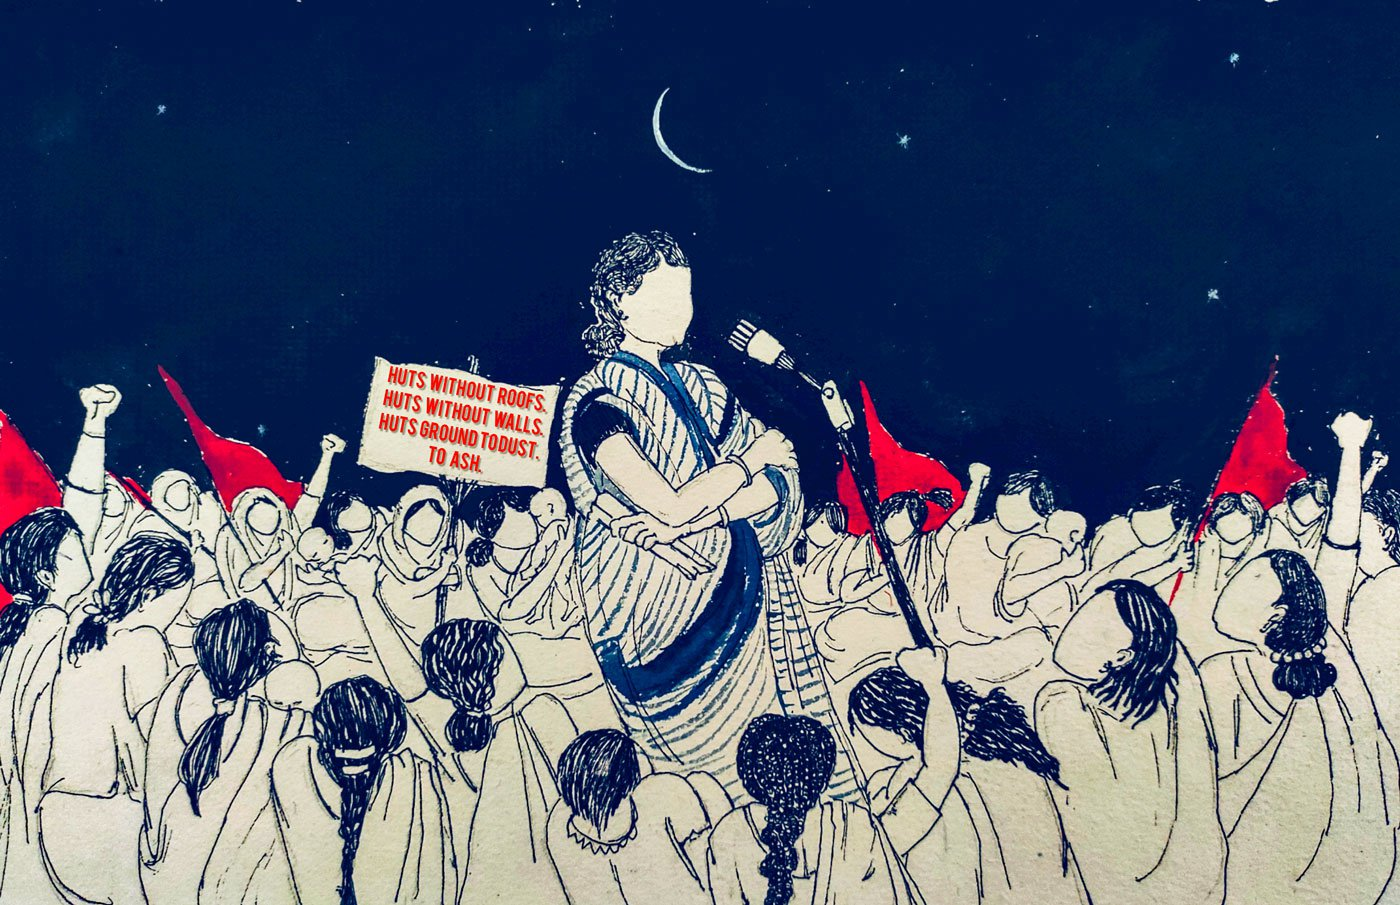 HUTS WITHOUT ROOFS.
HUTS WITHOUT WALLS.
HUTS GROUND TO DUST.
TO ASH.